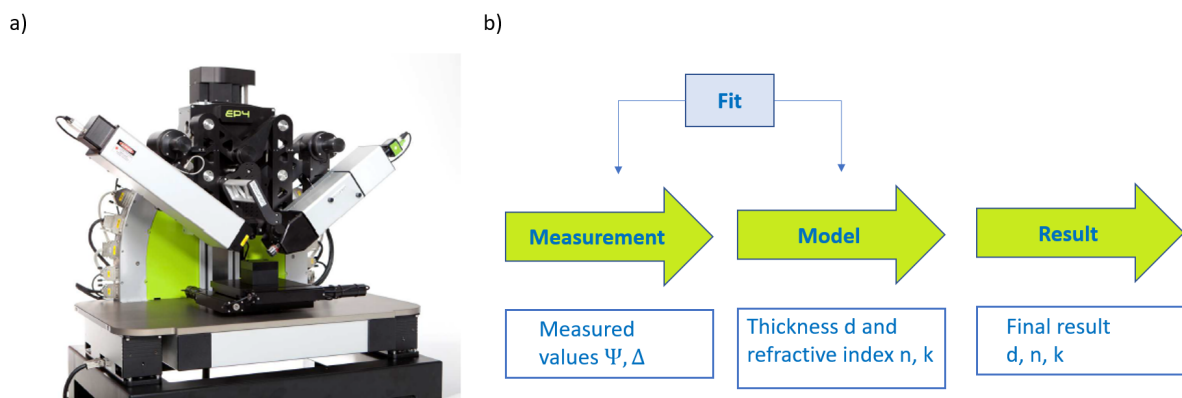 a)
b)
EP4
Fit
Measurement
Model
Result
Measured
values Ψ, Δ
Thickness d and
refractive index n, k
Final result
d, n, k